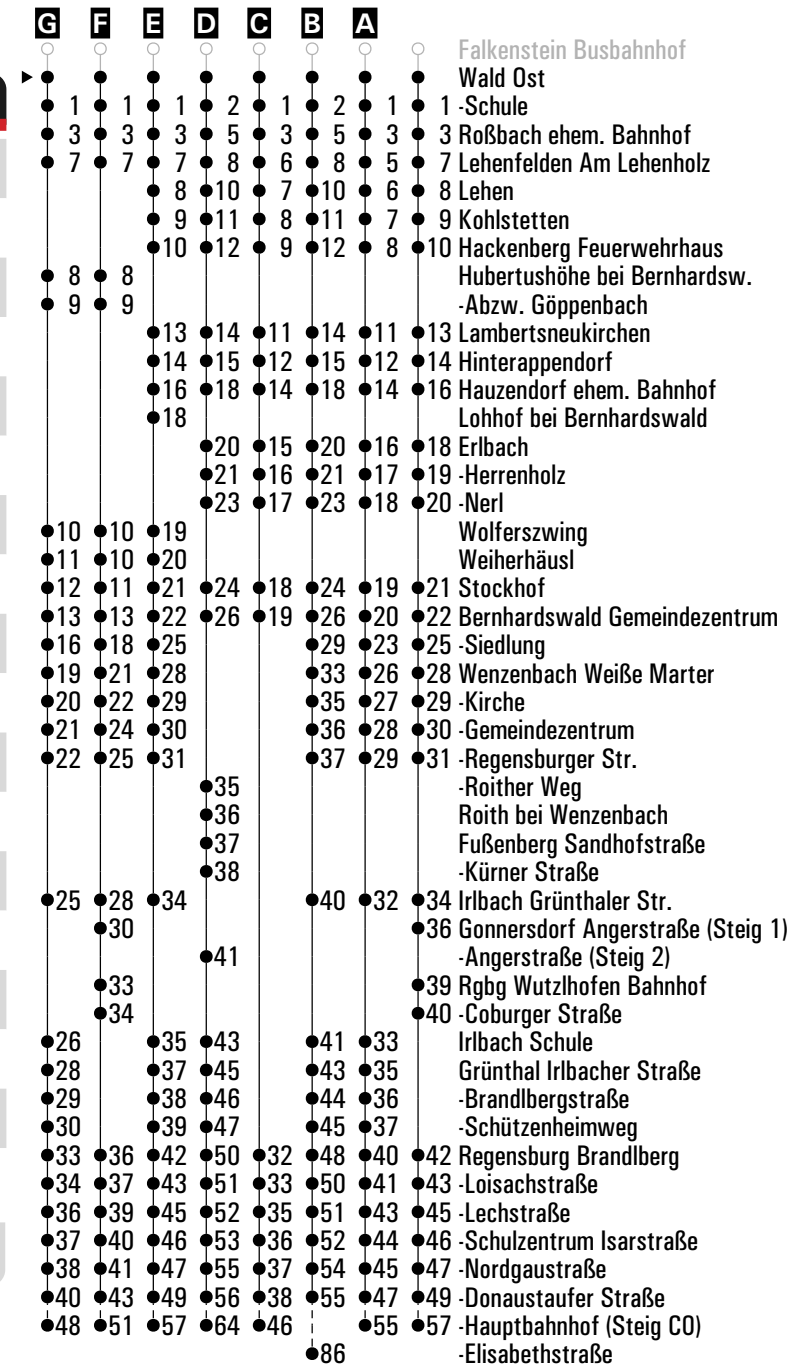 G F E D C B A
Falkenstein Busbahnhof
Wald Ost
1 1 1 2 1 2 1 1 -Schule
3 3 3 5 3 5 3 3 Roßbach ehem. Bahnhof
7 7 7 8 6 8 5 7 Lehenfelden Am Lehenholz
8 10 7 10 6 8 Lehen
9 11 8 11 7 9 Kohlstetten
10 12 9 12 8 10 Hackenberg Feuerwehrhaus
8 8 Hubertushöhe bei Bernhardsw.
9 9 -Abzw. Göppenbach
13 14 11 14 11 13 Lambertsneukirchen
14 15 12 15 12 14 Hinterappendorf
16 18 14 18 14 16 Hauzendorf ehem. Bahnhof
18 Lohhof bei Bernhardswald
20 15 20 16 18 Erlbach
21 16 21 17 19 -Herrenholz
23 17 23 18 20 -Nerl
10 10 19 Wolferszwing
11 10 20 Weiherhäusl
12 11 21 24 18 24 19 21 Stockhof
13 13 22 26 19 26 20 22 Bernhardswald Gemeindezentrum
16 18 25 29 23 25 -Siedlung
19 21 28 33 26 28 Wenzenbach Weiße Marter
20 22 29 35 27 29 -Kirche
21 24 30 36 28 30 -Gemeindezentrum
22 25 31 37 29 31 -Regensburger Str.
35 -Roither Weg
36 Roith bei Wenzenbach
37 Fußenberg Sandhofstraße
38 -Kürner Straße
25 28 34 40 32 34 Irlbach Grünthaler Str.
30 36 Gonnersdorf Angerstraße (Steig 1)
41 -Angerstraße (Steig 2)
33 39 Rgbg Wutzlhofen Bahnhof
34 40 -Coburger Straße
26 35 43 41 33 Irlbach Schule
28 37 45 43 35 Grünthal Irlbacher Straße
29 38 46 44 36 -Brandlbergstraße
30 39 47 45 37 -Schützenheimweg
33 36 42 50 32 48 40 42 Regensburg Brandlberg
34 37 43 51 33 50 41 43 -Loisachstraße
36 39 45 52 35 51 43 45 -Lechstraße
37 40 46 53 36 52 44 46 -Schulzentrum Isarstraße
38 41 47 55 37 54 45 47 -Nordgaustraße
40 43 49 56 38 55 47 49 -Donaustaufer Straße
48 51 57 64 46 55 57 -Hauptbahnhof (Steig C0)
86 -Elisabethstraße